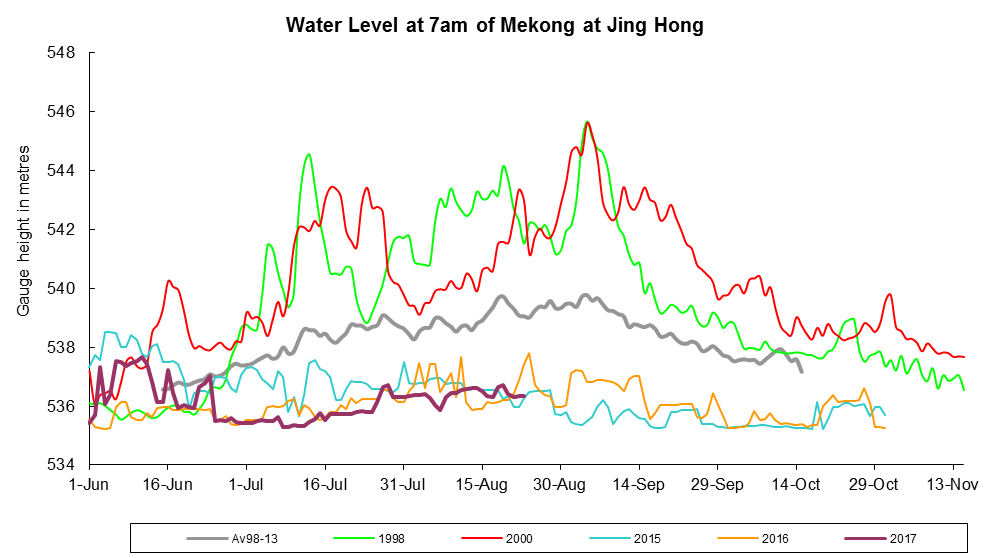 Water Level at 7am of Mekong at Jing Hong
Gauge height in metres
548
546
544
542
540
538
536
534
1-Jun 16-Jun 1-Jul 16-Jul 31-Jul 15-Aug 30-Aug 14-Sep 29-Sep 14-Oct 29-Oct 13-Nov
Av98-13 1998 2000 2015 2016 2017